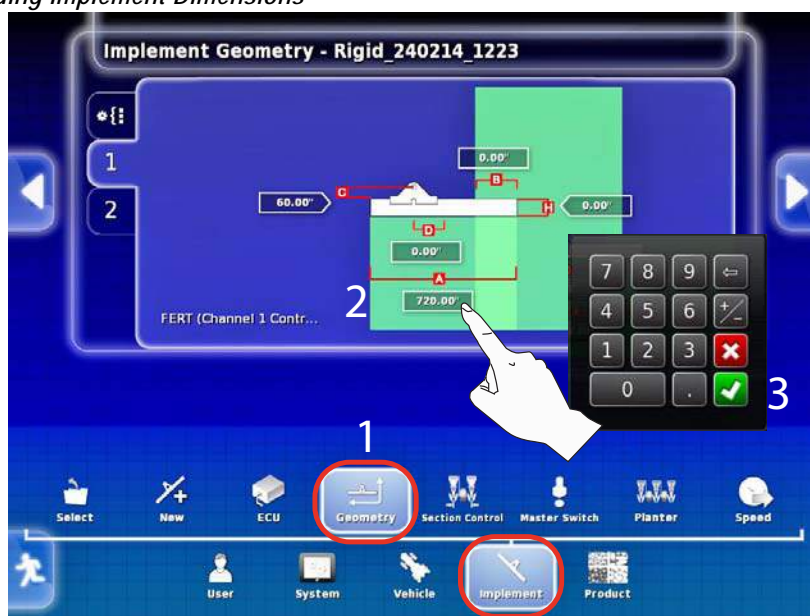 Implement Geometry - Rigid_240214_1223
1
2
0.00"
B
C
60.00"
H
0.00"
D
0.00"
A
720.00"
2
FERT (Channel 1 Contr...
7 8 9
4 5 6 +/-
1 2 3
0 .
3
1
Select New ECU Geometry Section Control Master Switch Planter Speed
User System Vehicle Implement Product